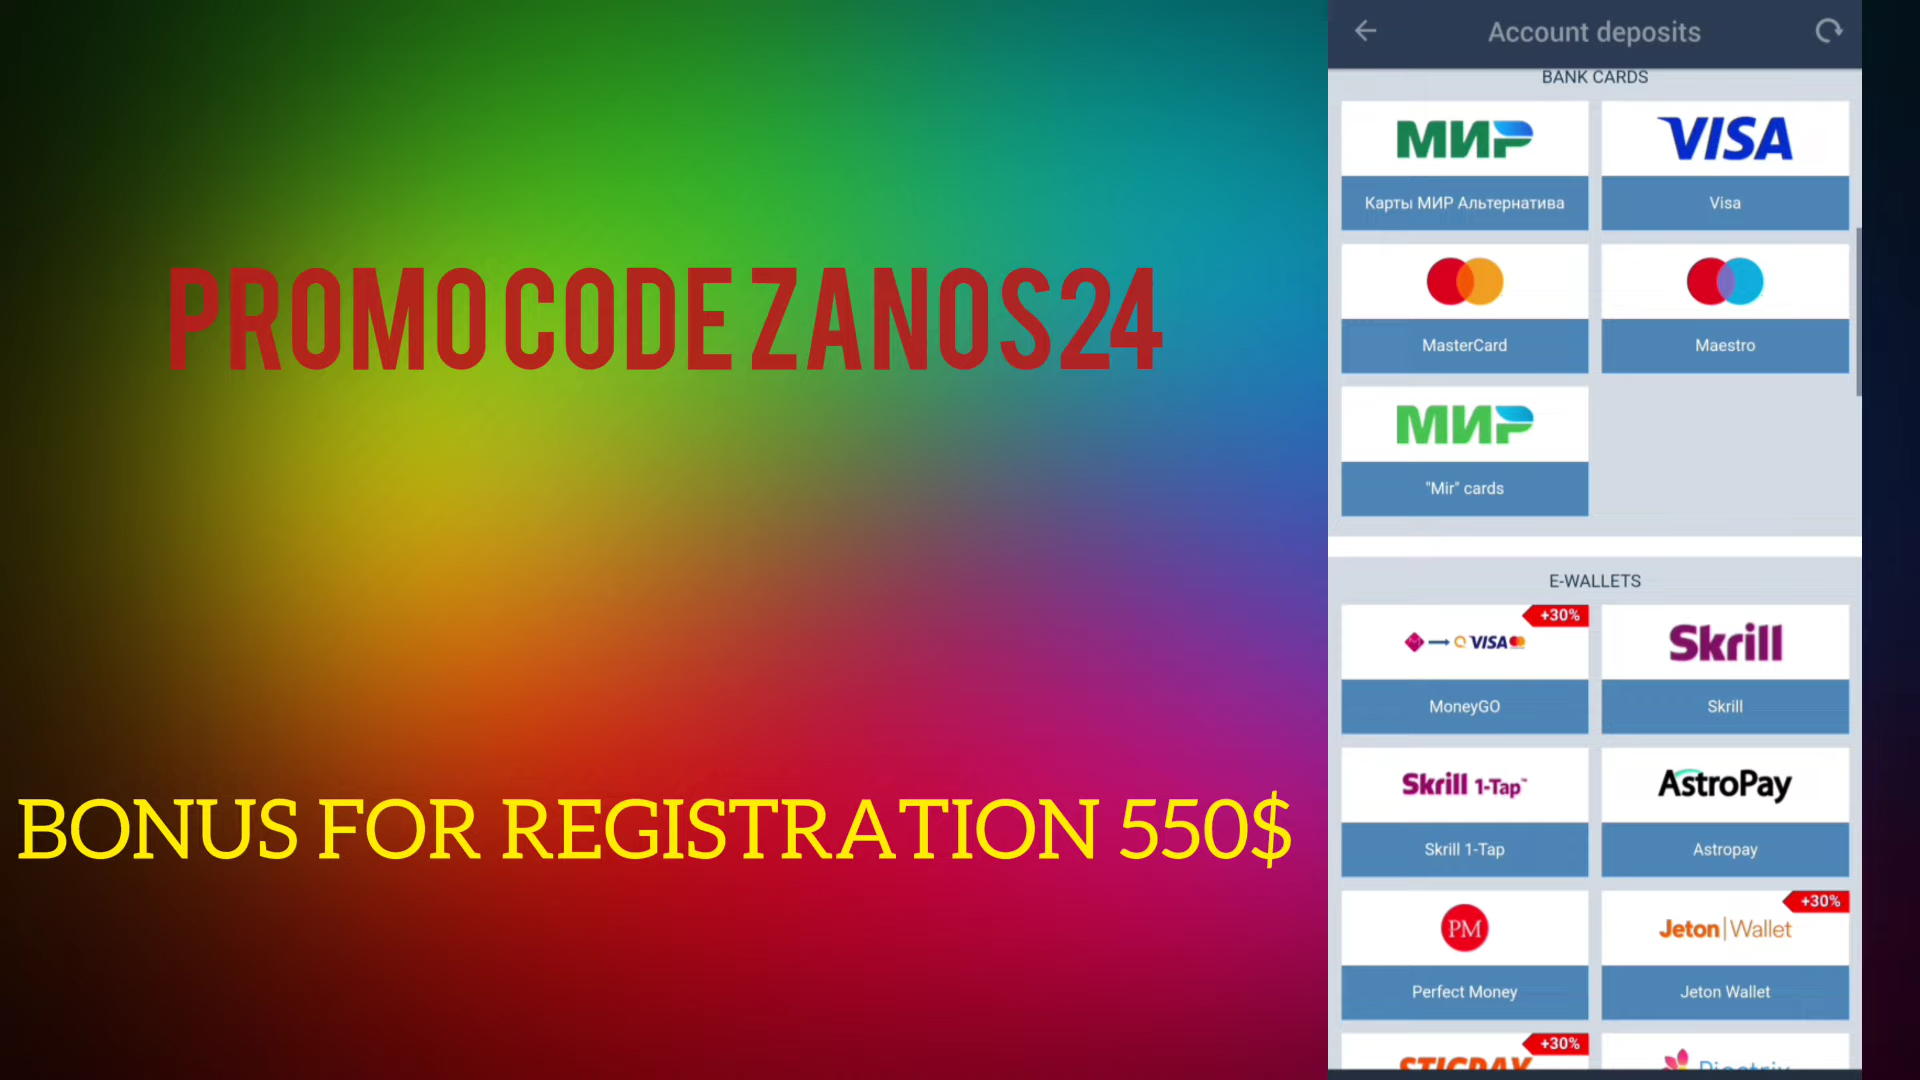 PROMO CODE ZANOS24
BONUS FOR REGISTRATION 550$
Account deposits
BANK CARDS
МИР
VISA
Карты МИР Альтернатива
Visa
MasterCard
Maestro
МИР
"Mir" cards
E-WALLETS
+30%
VISA
Skrill
MoneyGO
Skrill
Skrill 1-Tap™
AstroPay
Skrill 1-Tap
Astropay
+30%
PM
Jeton Wallet
Perfect Money
Jeton Wallet
+30%